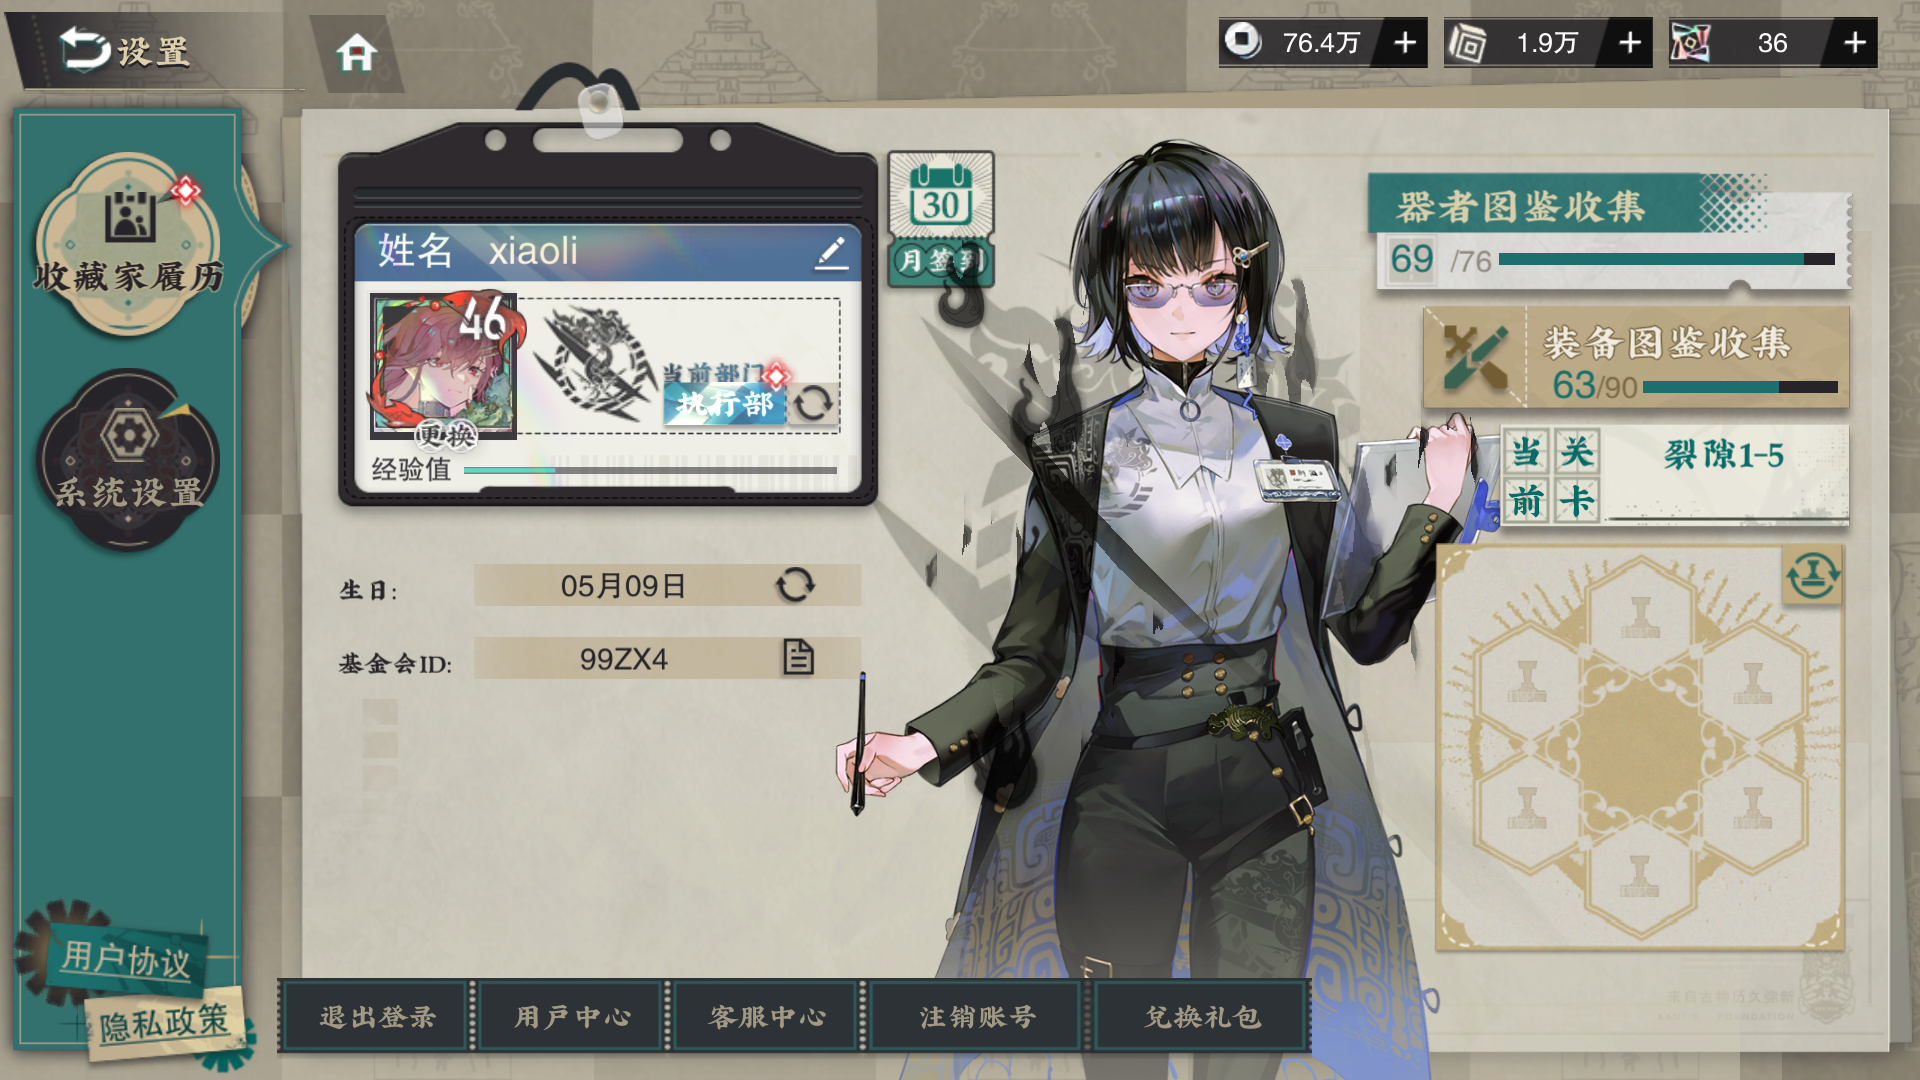 设置
76.4万
1.9万
36
收藏家履历
系统设置
用户协议
隐私政策
姓名 xiaoli
46
更换
当前部门
执行部
经验值
30
月签到
生日: 05月09日
基金会ID: 99ZX4
器者图鉴收集
69 /76
装备图鉴收集
63/90
当前关卡
裂隙1-5
退出登录
用户中心
客服中心
注销账号
兑换礼包